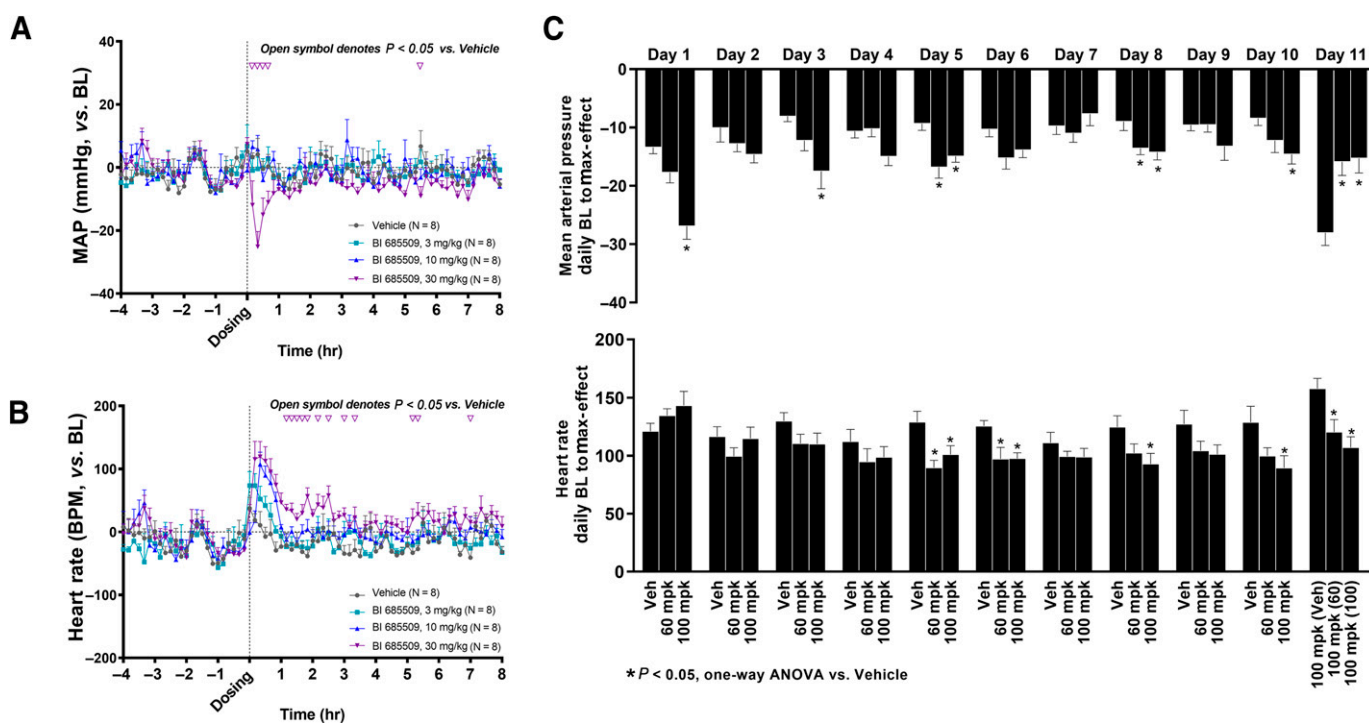 A
Open symbol denotes P < 0.05 vs. Vehicle
MAP (mmHg, vs. BL)
40
20
0
–20
–40
Vehicle (N = 8)
BI 685509, 3 mg/kg (N = 8)
BI 685509, 10 mg/kg (N = 8)
BI 685509, 30 mg/kg (N = 8)
–4 –3 –2 –1 Dosing 1 2 3 4 5 6 7 8
Time (hr)
B
Open symbol denotes P < 0.05 vs. Vehicle
Heart rate (BPM, vs. BL)
200
100
0
–100
–200
Vehicle (N = 8)
BI 685509, 3 mg/kg (N = 8)
BI 685509, 10 mg/kg (N = 8)
BI 685509, 30 mg/kg (N = 8)
–4 –3 –2 –1 Dosing 1 2 3 4 5 6 7 8
Time (hr)
C
Day 1 Day 2 Day 3 Day 4 Day 5 Day 6 Day 7 Day 8 Day 9 Day 10 Day 11
Mean arterial pressure
daily BL to max-effect
0
–10
–20
–30
–40
* * * * * * * * *
Heart rate
daily BL to max-effect
200
150
100
50
0
* * * * * * * *
Veh
60 mpk
100 mpk
Veh
60 mpk
100 mpk
Veh
60 mpk
100 mpk
Veh
60 mpk
100 mpk
Veh
60 mpk
100 mpk
Veh
60 mpk
100 mpk
Veh
60 mpk
100 mpk
Veh
60 mpk
100 mpk
Veh
60 mpk
100 mpk
Veh
60 mpk
100 mpk
100 mpk (Veh)
100 mpk (60)
100 mpk (100)
* P < 0.05, one-way ANOVA vs. Vehicle